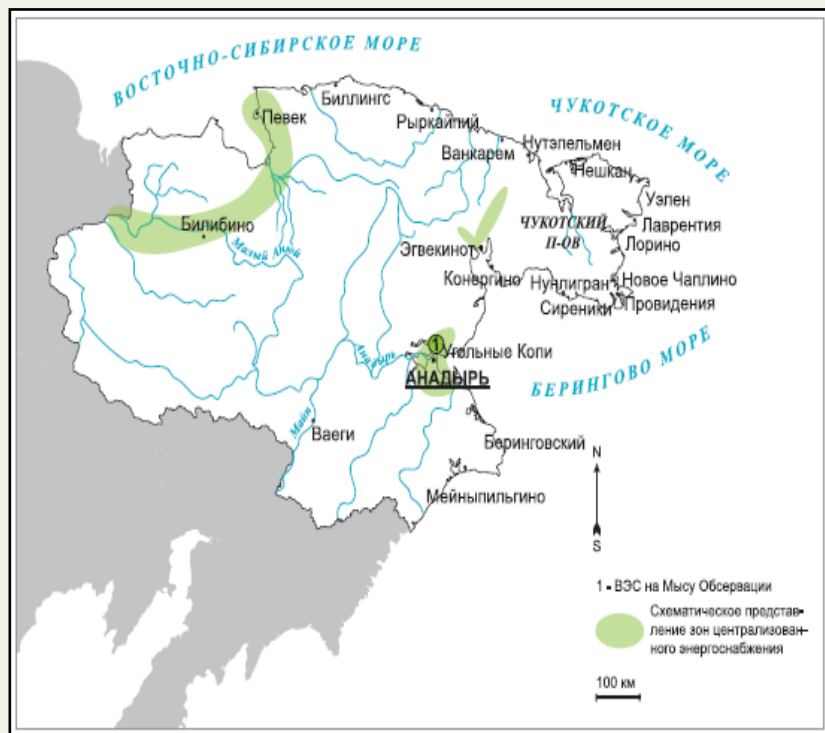 ВОСТОЧНО-СИБИРСКОЕ МОРЕ
Биллингс
Певек
Рыркайпий
ЧУКОТСКОЕ МОРЕ
Нутэпельмен
Ванкарем
Нешкан
Уэлен
ЧУКОТСКИЙ
П-ОВ
Лаврентия
Билибино
Малый Анюй
Лорино
Эгвекинот
Конергино
Нунлигран
Новое Чаплино
Сиреники
Провидения
1
Угольные Копи
Анадырь
АНАДЫРЬ
БЕРИНГОВО МОРЕ
Майн
Ваеги
Беринговский
Мейныпильгино
N
S
1 - ВЭС на Мысу Обсервации
Схематическое представ-
ление зон централизован-
ного энергоснабжения
100 км